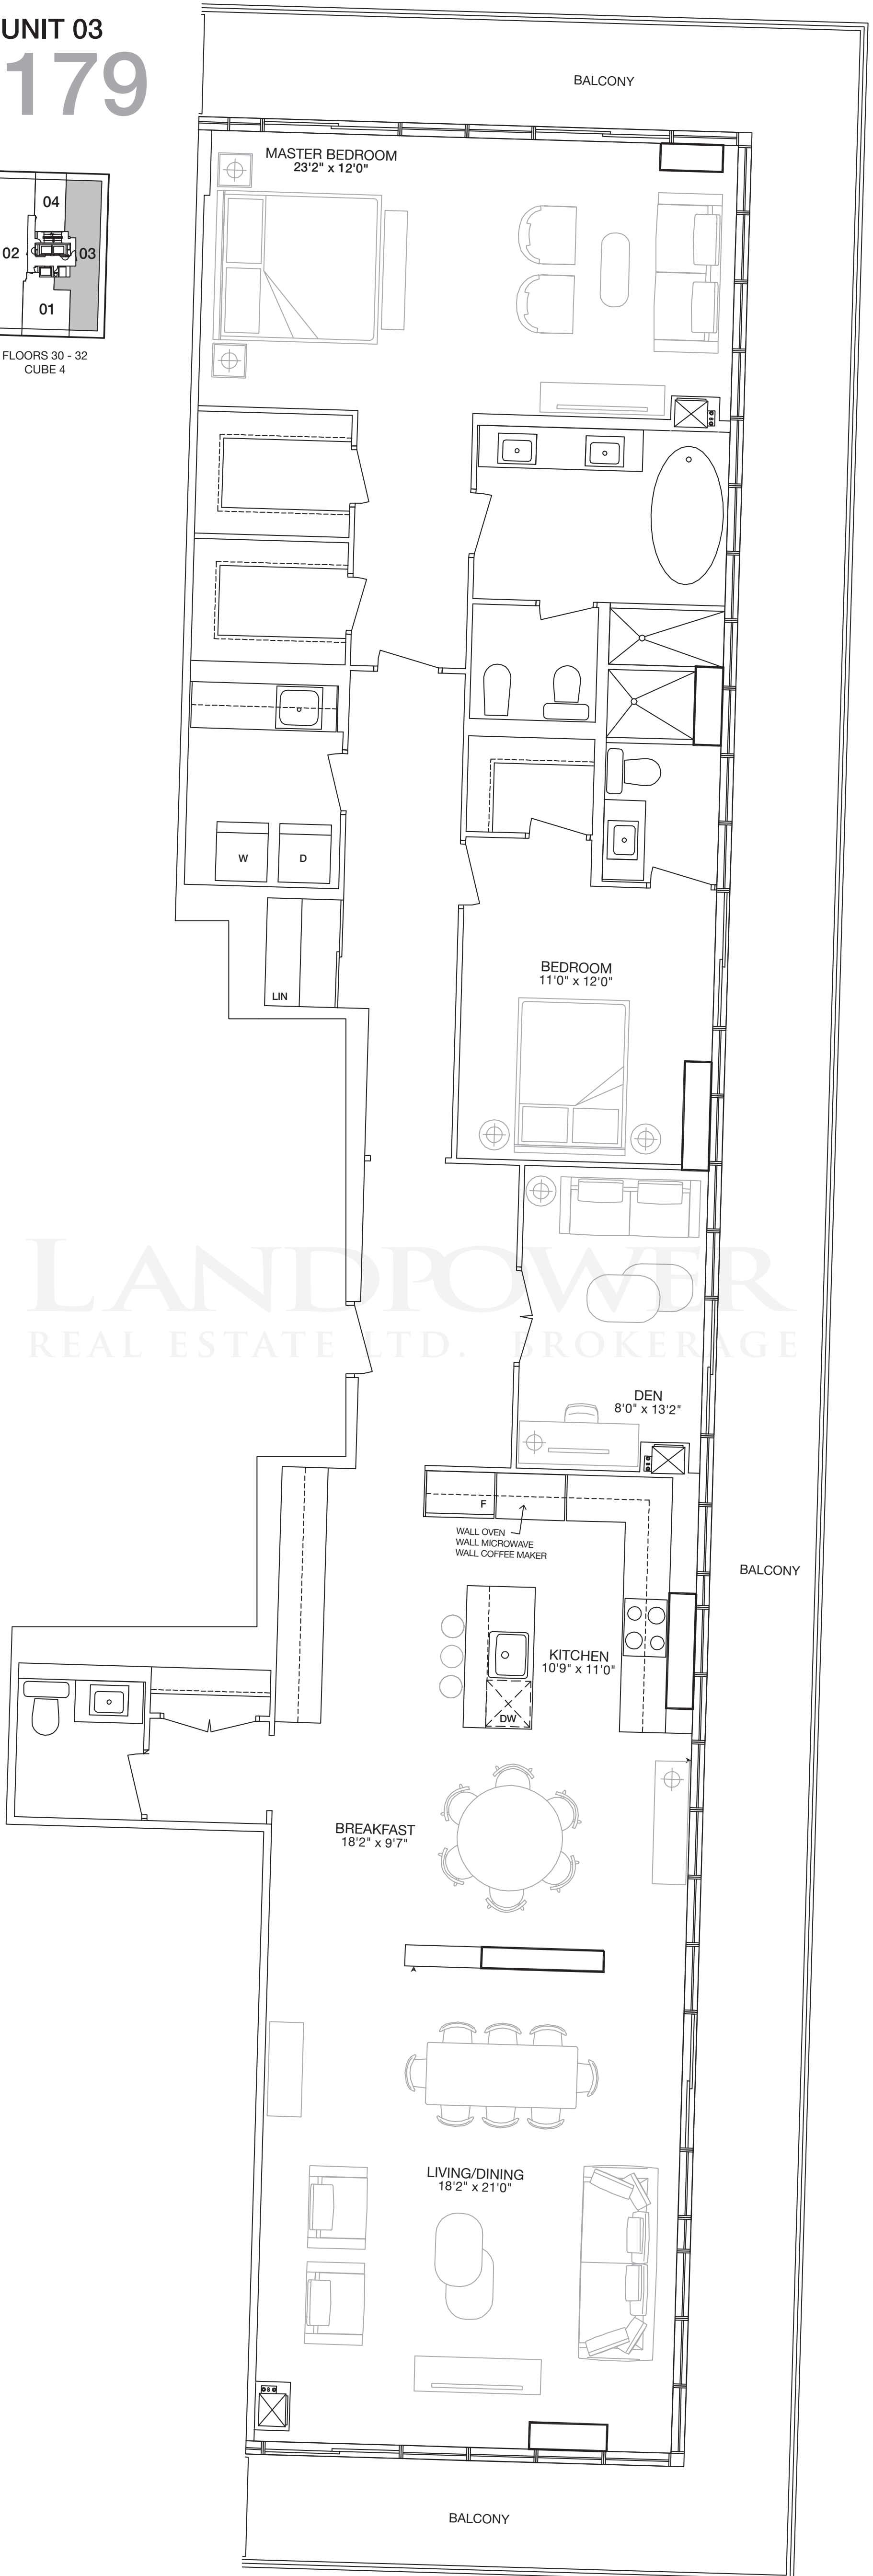 UNIT 03
179
04
02
03
01
FLOORS 30 - 32
CUBE 4
BALCONY
MASTER BEDROOM
23'2" x 12'0"
W
D
LIN
BEDROOM
11'0" x 12'0"
LANDPOWER
REAL ESTATE LTD. BROKERAGE
DEN
8'0" x 13'2"
F
WALL OVEN
WALL MICROWAVE
WALL COFFEE MAKER
BALCONY
KITCHEN
10'9" x 11'0"
DW
BREAKFAST
18'2" x 9'7"
LIVING/DINING
18'2" x 21'0"
BALCONY